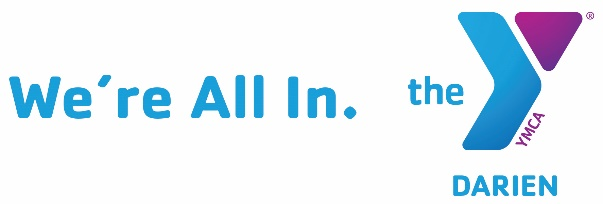 We´re All In.
the Y®
YMCA
DARIEN